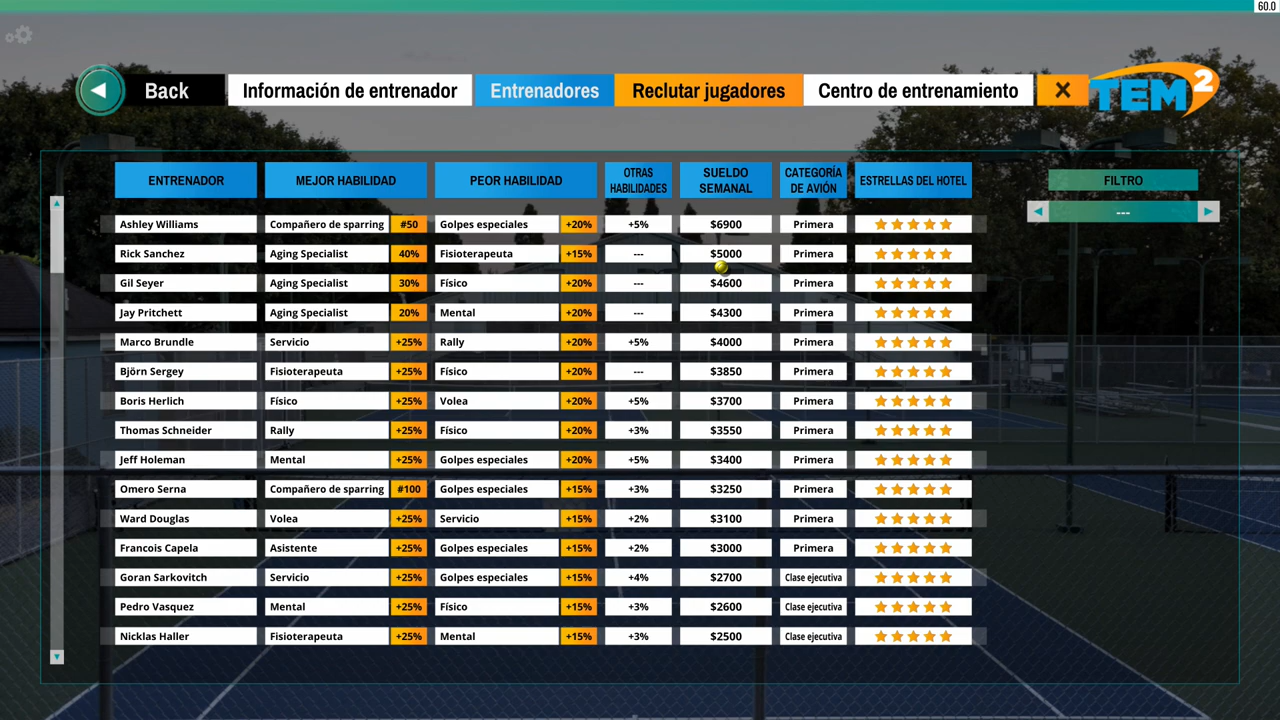 60.0
Back
Información de entrenador
Entrenadores
Reclutar jugadores
Centro de entrenamiento
TEM2
ENTRENADOR MEJOR HABILIDAD PEOR HABILIDAD OTRAS HABILIDADES SUELDO SEMANAL CATEGORÍA DE AVIÓN ESTRELLAS DEL HOTEL
FILTRO
---
Ashley Williams Compañero de sparring #50 Golpes especiales +20% +5% $6900 Primera
Rick Sanchez Aging Specialist 40% Fisioterapeuta +15% --- $5000 Primera
Gil Seyer Aging Specialist 30% Físico +20% --- $4600 Primera
Jay Pritchett Aging Specialist 20% Mental +20% --- $4300 Primera
Marco Brundle Servicio +25% Rally +20% +5% $4000 Primera
Björn Sergey Fisioterapeuta +25% Físico +20% --- $3850 Primera
Boris Herlich Físico +25% Volea +20% +5% $3700 Primera
Thomas Schneider Rally +25% Físico +20% +3% $3550 Primera
Jeff Holeman Mental +25% Golpes especiales +20% +5% $3400 Primera
Omero Serna Compañero de sparring #100 Golpes especiales +15% +3% $3250 Primera
Ward Douglas Volea +25% Servicio +15% +2% $3100 Primera
Francois Capela Asistente +25% Golpes especiales +15% +2% $3000 Primera
Goran Sarkovitch Servicio +25% Golpes especiales +15% +4% $2700 Clase ejecutiva
Pedro Vasquez Mental +25% Físico +15% +3% $2600 Clase ejecutiva
Nicklas Haller Fisioterapeuta +25% Mental +15% +3% $2500 Clase ejecutiva